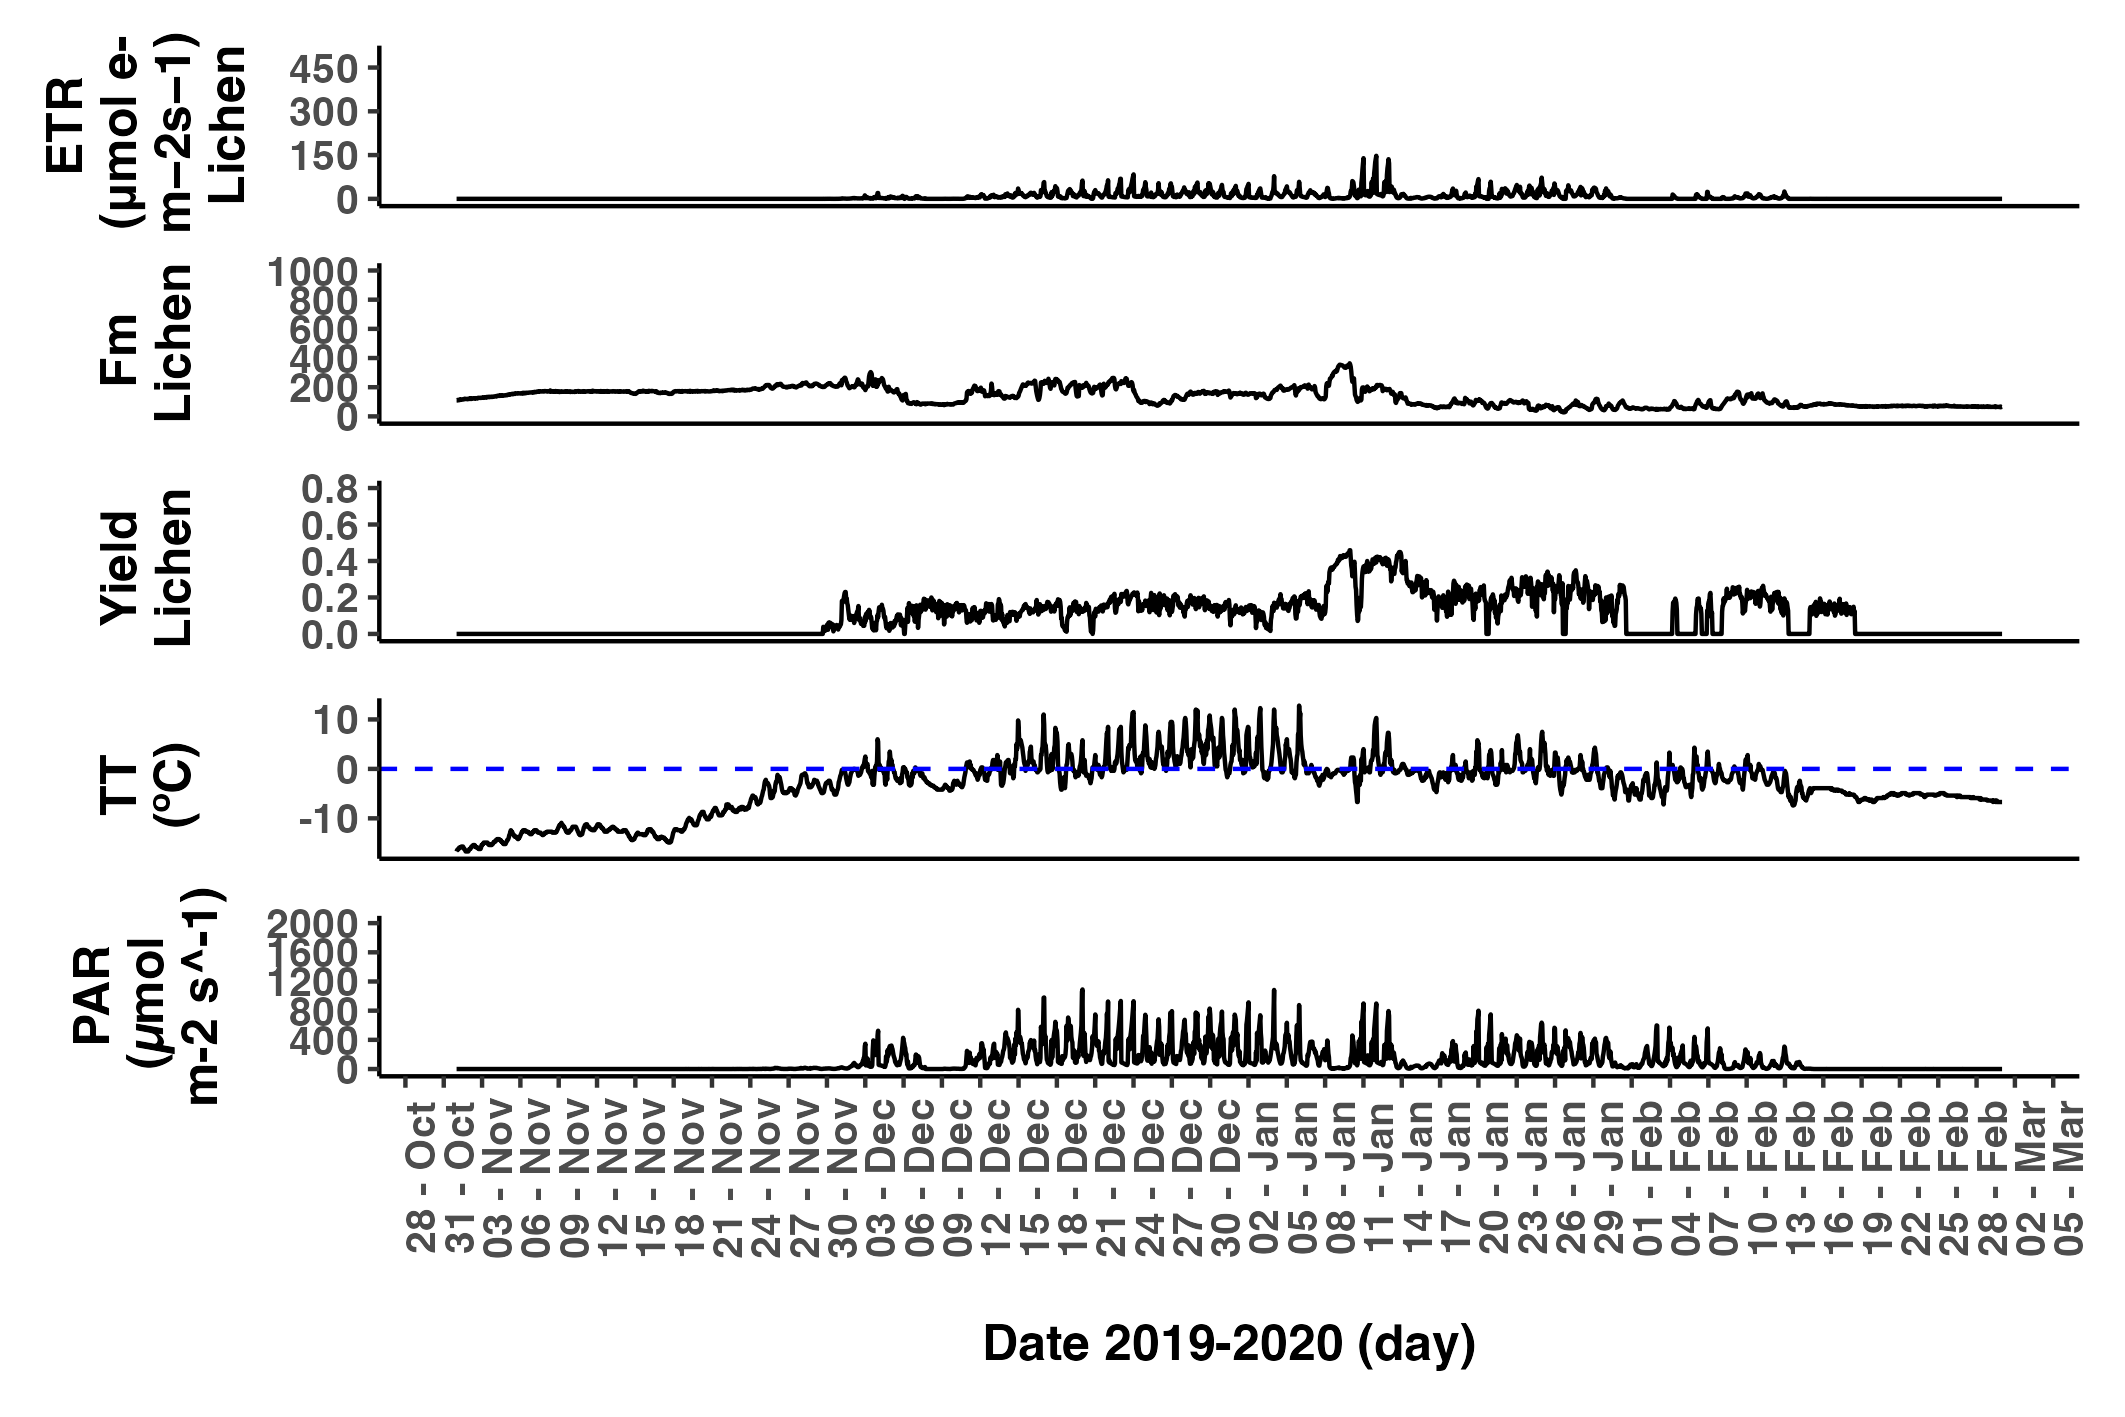 ETR
(µmol e-
m−2s−1)
Lichen
450
300
150
0
Fm
Lichen
1000
800
600
400
200
0
Yield
Lichen
0.8
0.6
0.4
0.2
0.0
TT
(ºC)
10
0
-10
PAR
(µmol
m-2 s^-1)
2000
1600
1200
800
400
0
28 - Oct
31 - Oct
03 - Nov
06 - Nov
09 - Nov
12 - Nov
15 - Nov
18 - Nov
21 - Nov
24 - Nov
27 - Nov
30 - Nov
03 - Dec
06 - Dec
09 - Dec
12 - Dec
15 - Dec
18 - Dec
21 - Dec
24 - Dec
27 - Dec
30 - Dec
02 - Jan
05 - Jan
08 - Jan
11 - Jan
14 - Jan
17 - Jan
20 - Jan
23 - Jan
26 - Jan
29 - Jan
01 - Feb
04 - Feb
07 - Feb
10 - Feb
13 - Feb
16 - Feb
19 - Feb
22 - Feb
25 - Feb
28 - Feb
02 - Mar
05 - Mar
Date 2019-2020 (day)